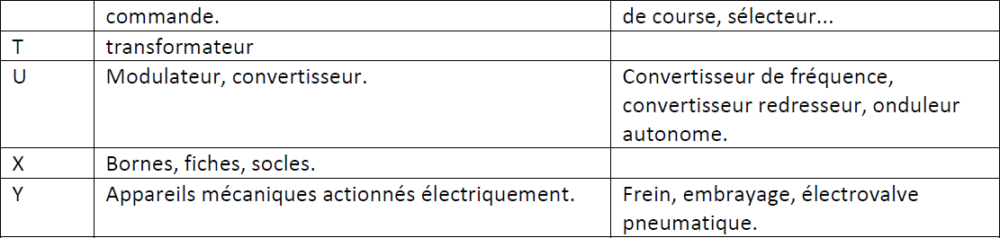 commande. de course, sélecteur...
T transformateur
U Modulateur, convertisseur. Convertisseur de fréquence,
convertisseur redresseur, onduleur
autonome.
X Bornes, fiches, socles.
Y Appareils mécaniques actionnés électriquement. Frein, embrayage, électrovalve
pneumatique.